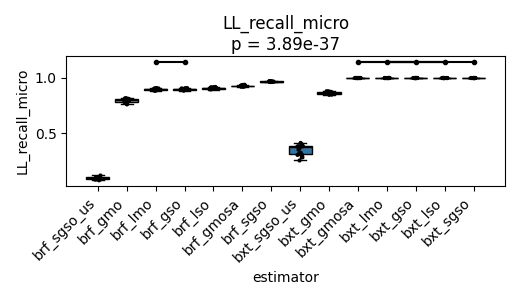 LL_recall_micro
p = 3.89e-37
LL_recall_micro
1.0
0.5
brf_sgso_us
brf_gmo
brf_lmo
brf_gso
brf_lso
brf_gmosa
brf_sgso
bxt_sgso_us
bxt_gmo
bxt_gmosa
bxt_lmo
bxt_gso
bxt_lso
bxt_sgso
estimator